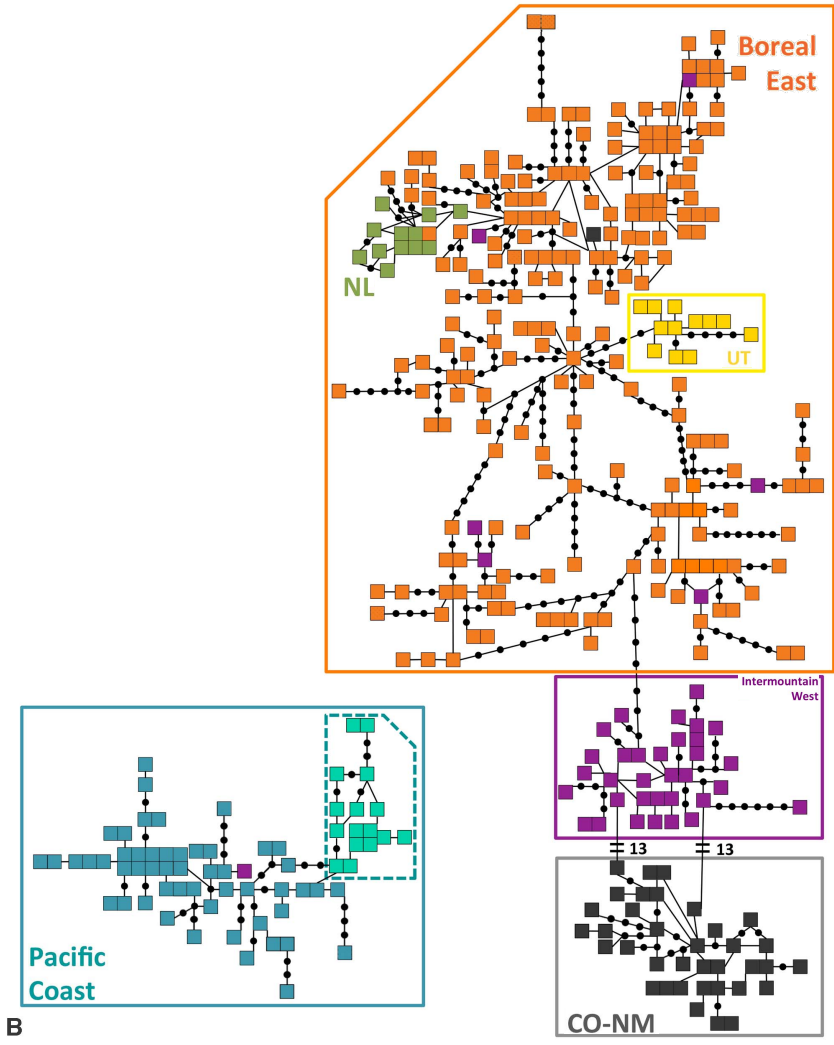 Boreal
East
NL
UT
Intermountain
West
13
13
Pacific
Coast
CO-NM
B